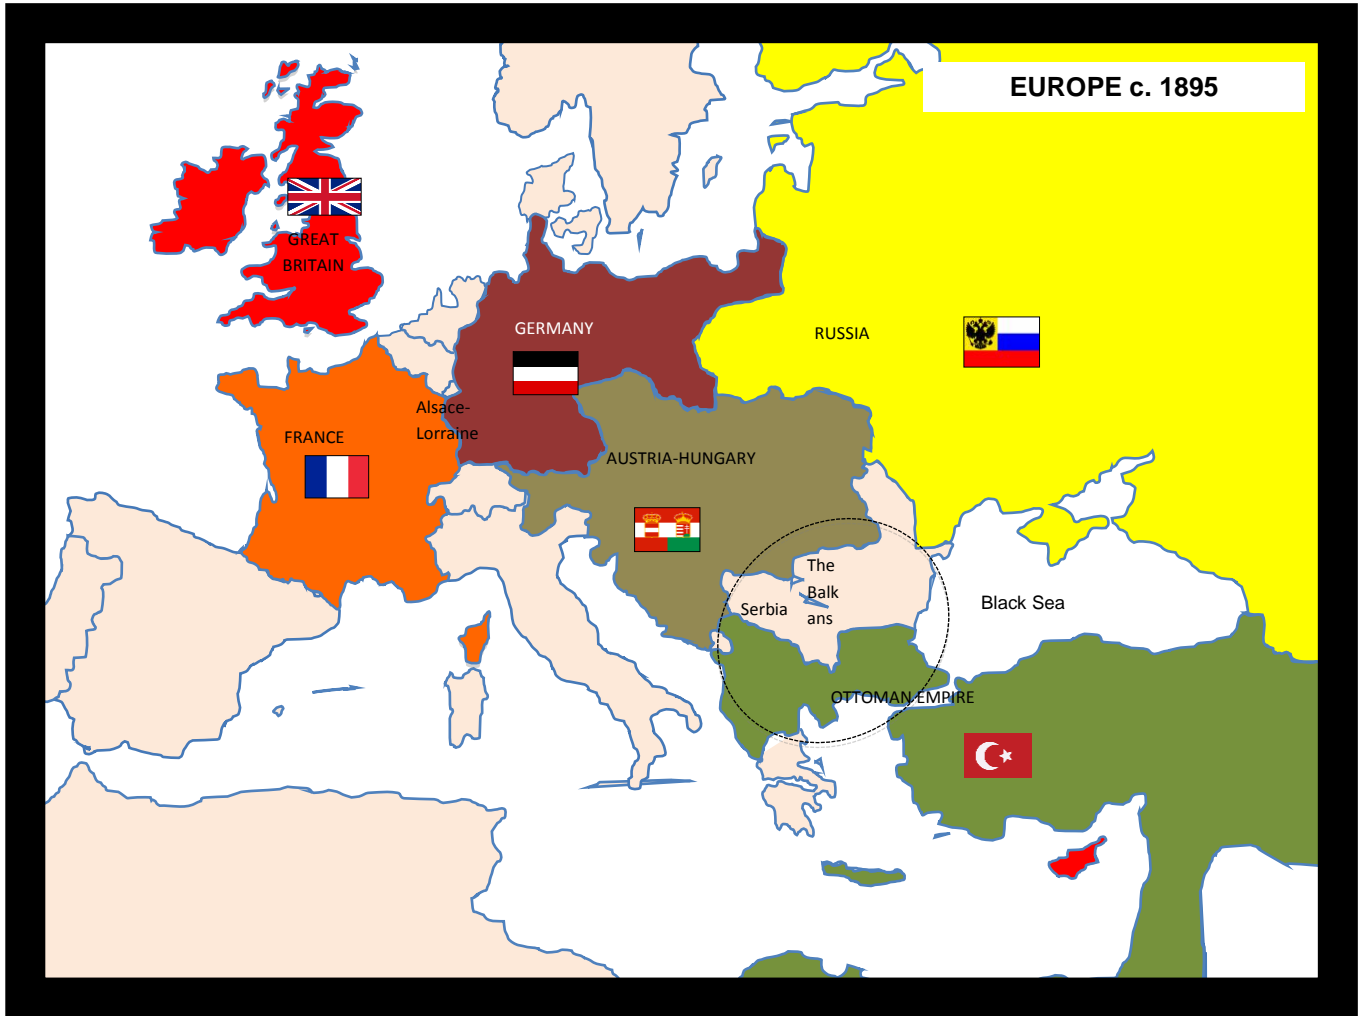 EUROPE c. 1895
GREAT
BRITAIN
GERMANY
RUSSIA
Alsace-
Lorraine
FRANCE
AUSTRIA-HUNGARY
The
Balk
ans
Serbia
Black Sea
OTTOMAN EMPIRE